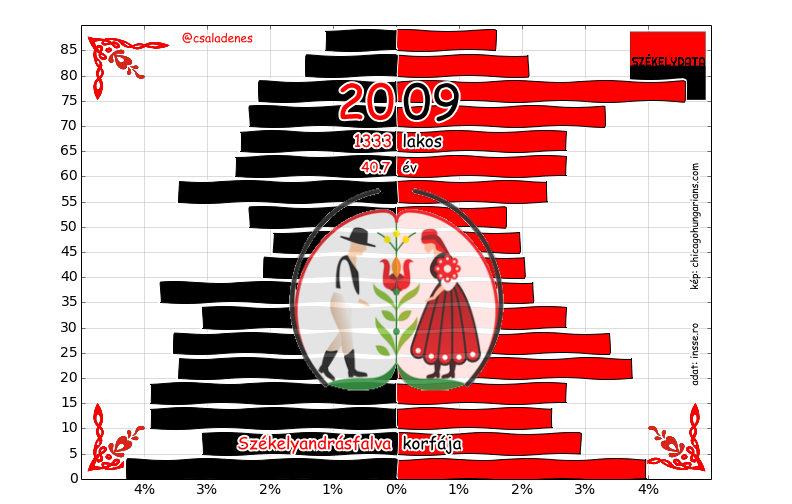 @csaladenes
SZÉKELYDATA
2009
1333 lakos
40.7 év
kép: chicagohungarians.com
adat: insse.ro
Székelyandrásfalva korfája
85
80
75
70
65
60
55
50
45
40
35
30
25
20
15
10
5
0
4% 3% 2% 1% 0% 1% 2% 3% 4%